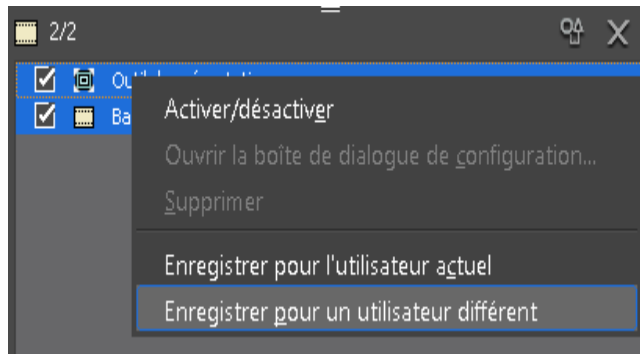 2/2
Activer/désactiver
Ouvrir la boîte de dialogue de configuration...
Supprimer
Enregistrer pour l'utilisateur actuel
Enregistrer pour un utilisateur différent